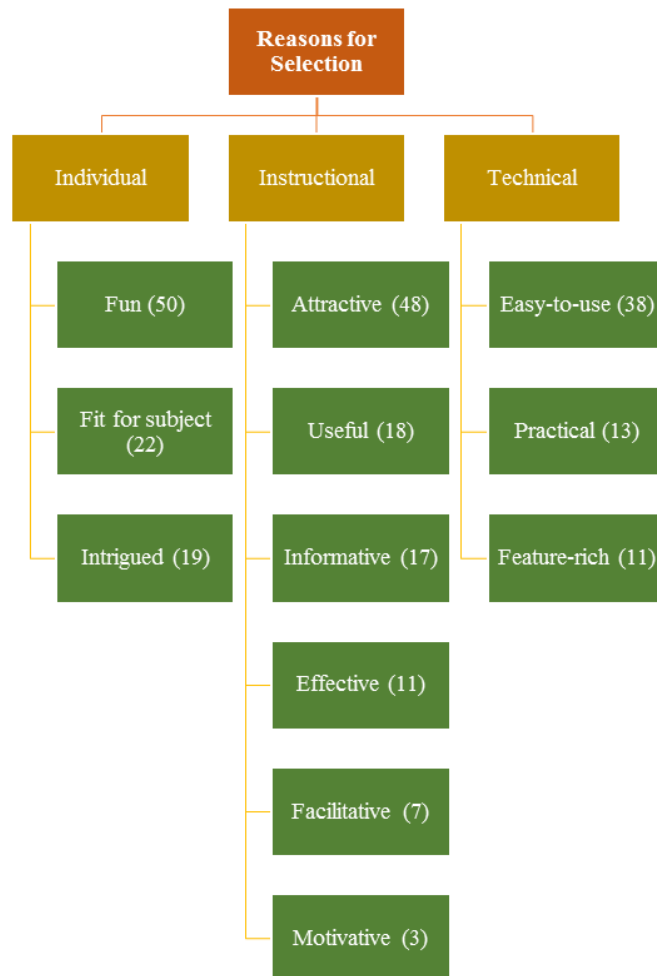 Reasons for
Selection
Individual
Instructional
Technical
Fun (50)
Attractive (48)
Easy-to-use (38)
Fit for subject
(22)
Useful (18)
Practical (13)
Intrigued (19)
Informative (17)
Feature-rich (11)
Effective (11)
Facilitative (7)
Motivative (3)